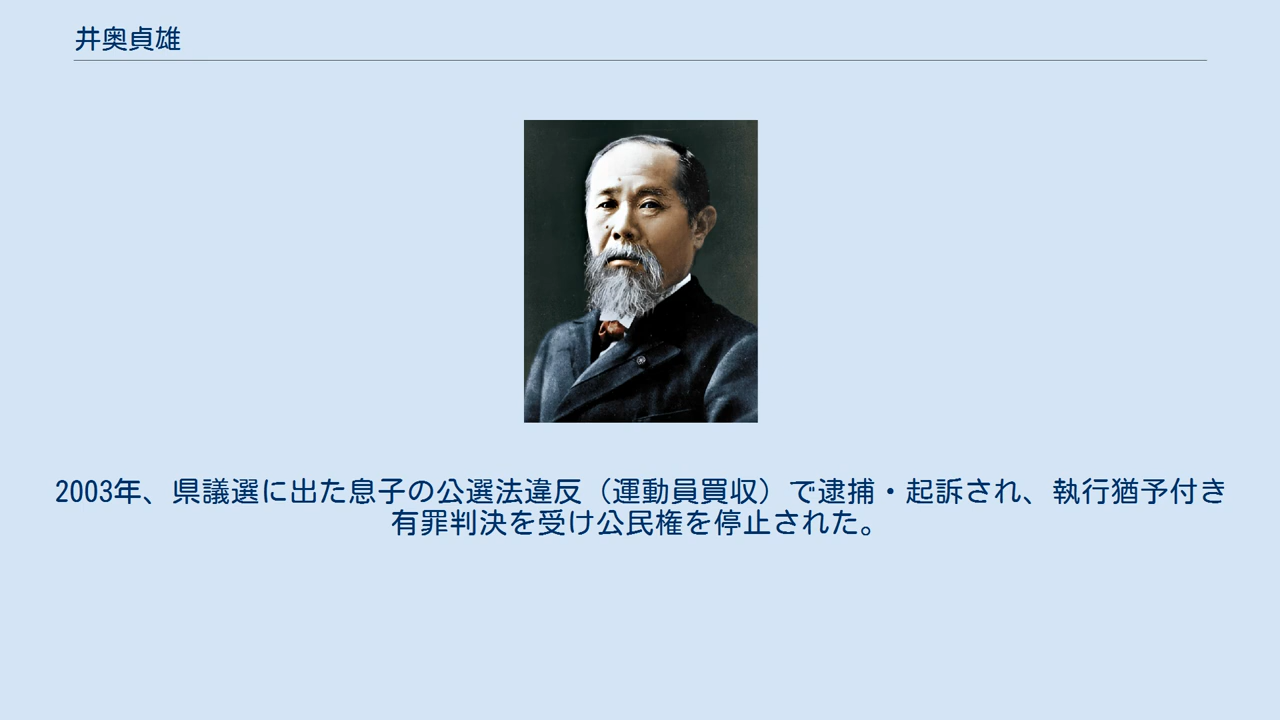 井奥貞雄
2003年、県議選に出た息子の公選法違反（運動員買収）で逮捕・起訴され、執行猶予付き
有罪判決を受け公民権を停止された。